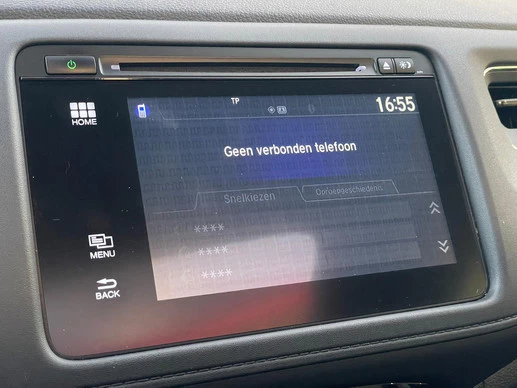 TP
16:55
HOME
Geen verbonden telefoon
Snelkiezen
Oproepgeschiedenis
****
****
****
MENU
BACK